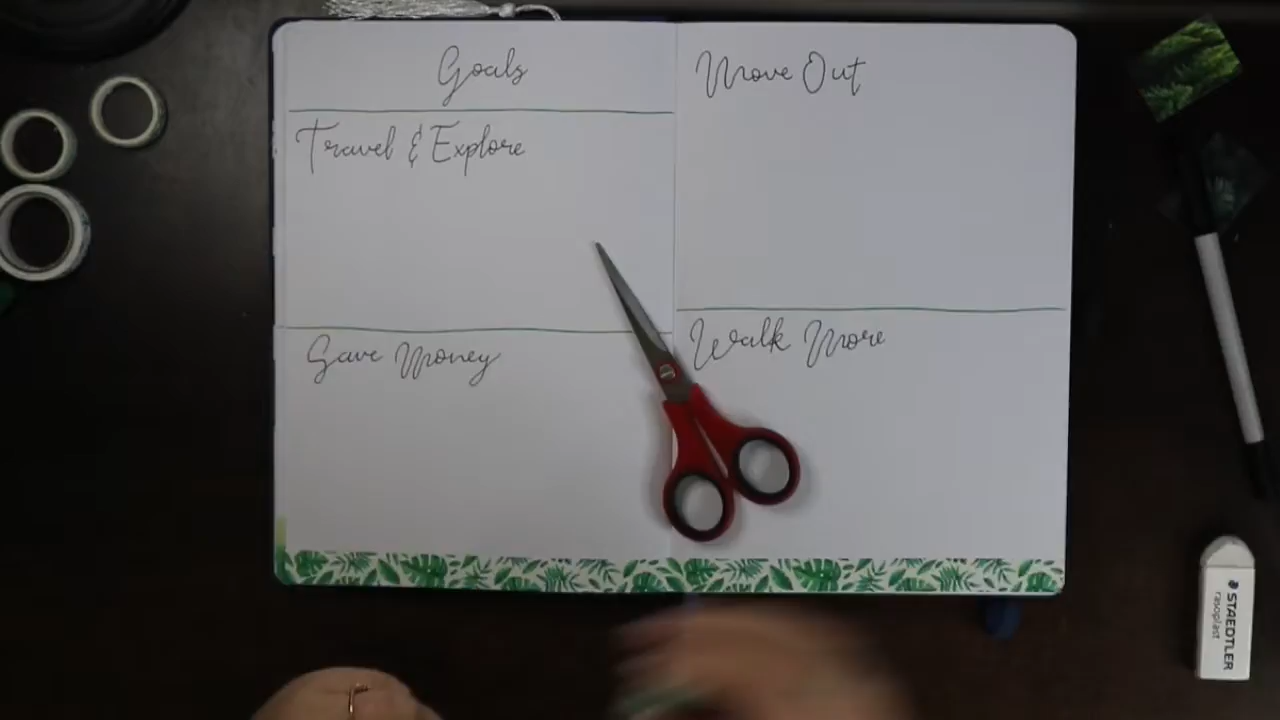 Goals
Travel & Explore
Save Money
Move Out
Walk More
STAEDTLER
rasoplast